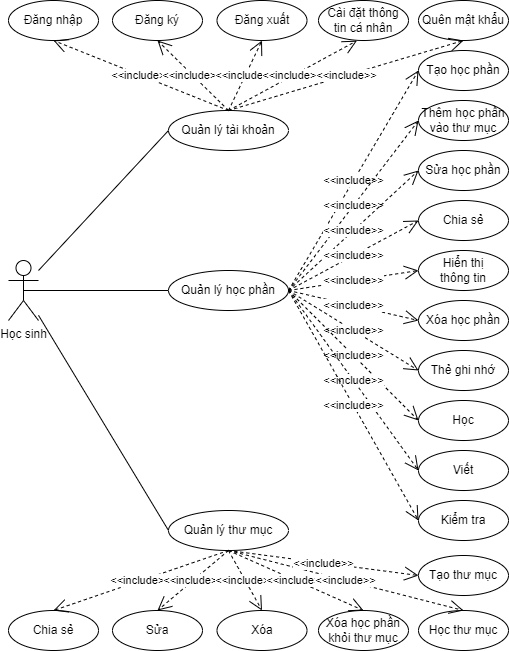 Đăng nhập
Đăng ký
Đăng xuất
Cài đặt thông
tin cá nhân
Quên mật khẩu
<<include>
<<include>
<<include>
<<include>
<<include>>
Tạo học phần
Quản lý tài khoản
Thêm học phần
vào thư mục
<<include>>
Sửa học phần
<<include>>
Chia sẻ
<<include>>
<<include>>
Hiển thị
thông tin
<<include>>
Quản lý học phần
<<include>>
Xóa học phần
<<include>>
Học sinh
<<include>>
Thẻ ghi nhớ
<<include>>
<<include>>
Học
Viết
Kiểm tra
Quản lý thư mục
<<include>>
Tạo thư mục
<<include>
<<include>
<<include>
<<include
<<include>>
Chia sẻ
Sửa
Xóa
Xóa học phần
khỏi thư mục
Học thư mục